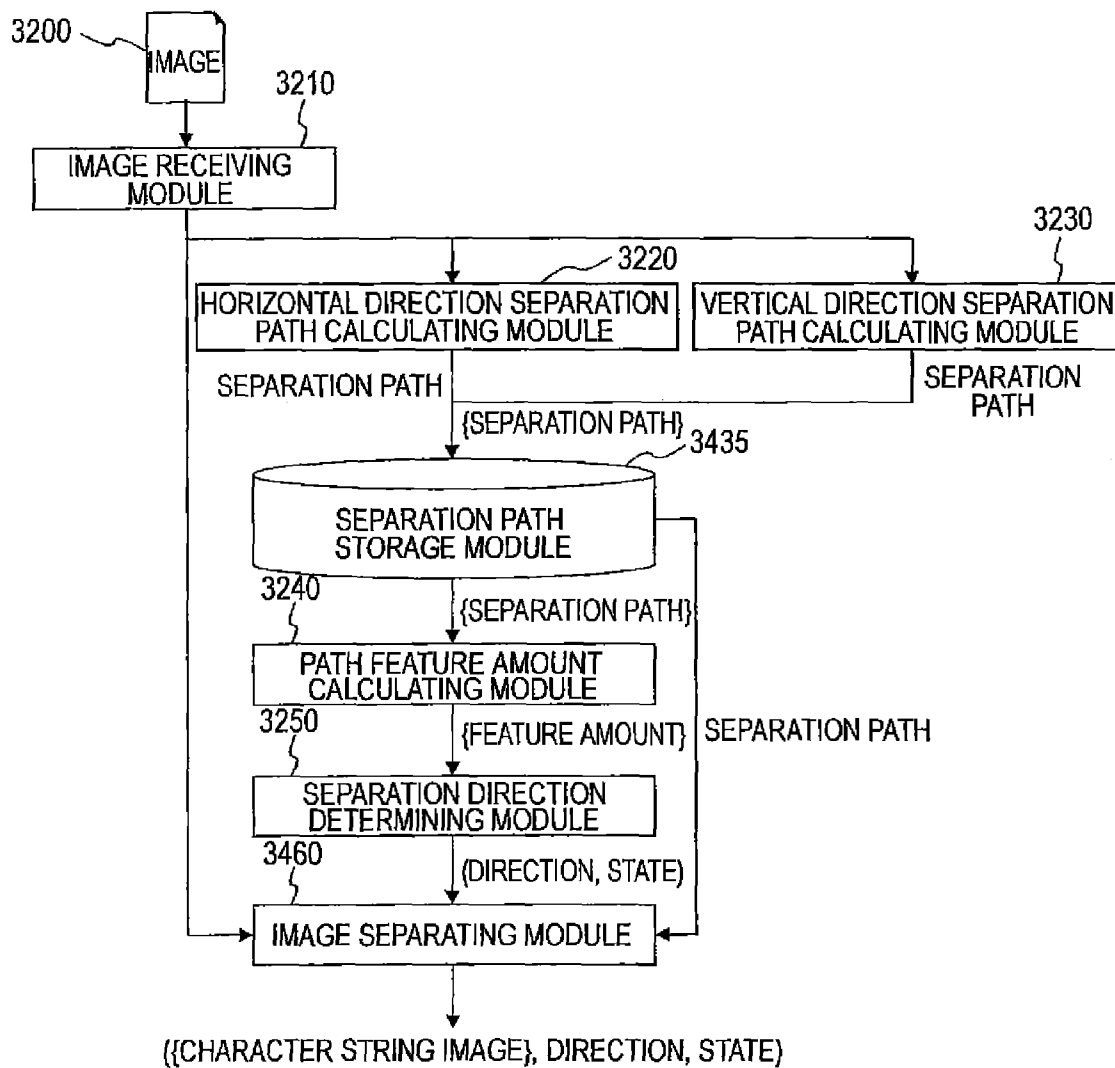 3200
IMAGE
3210
IMAGE RECEIVING
MODULE
3220
3230
HORIZONTAL DIRECTION SEPARATION
PATH CALCULATING MODULE
VERTICAL DIRECTION SEPARATION
PATH CALCULATING MODULE
SEPARATION PATH
SEPARATION
PATH
{SEPARATION PATH}
3435
SEPARATION PATH
STORAGE MODULE
3240
{SEPARATION PATH}
PATH FEATURE AMOUNT
CALCULATING MODULE
3250
{FEATURE AMOUNT}
SEPARATION PATH
SEPARATION DIRECTION
DETERMINING MODULE
3460
(DIRECTION, STATE)
IMAGE SEPARATING MODULE
({CHARACTER STRING IMAGE}, DIRECTION, STATE)